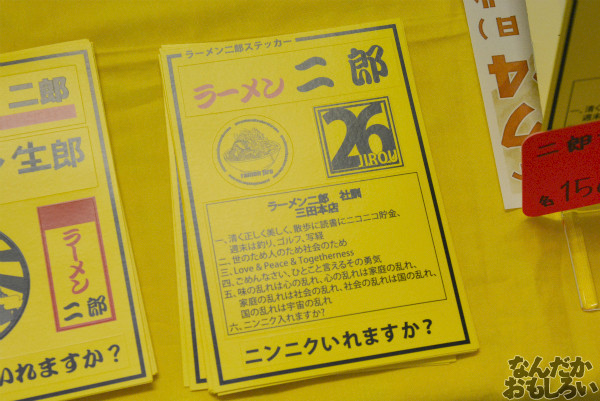 ラーメン二郎ステッカー
ラーメン 二郎
ramen jiro
26
JIROU
ラーメン二郎 社訓
三田本店
一、清く正しく美しく、散歩に読書にニコニコ貯金、
週末は釣り、ゴルフ、写経
二、世のため人のため社会のため
三、Love & Peace & Togetherness
四、ごめんなさい、ひとこと言えるその勇気
五、味の乱れは心の乱れ、心の乱れは家庭の乱れ、
家庭の乱れは社会の乱れ、社会の乱れは国の乱れ、
国の乱れは宇宙の乱れ
六、ニンニク入れますか?
ニンニクいれますか?
二郎
生郎
ラーメン
二郎
いれますか?
二郎
各15
なんだか
おもしろい